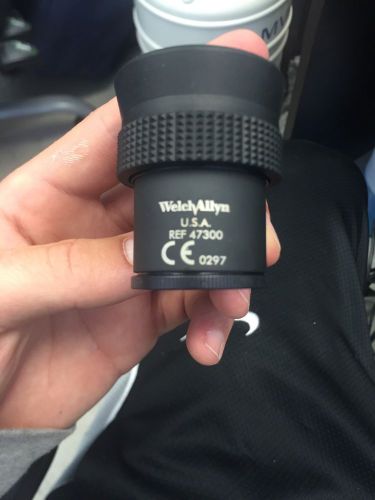 WelchAllyn
U.S.A.
REF 47300
CE 0297